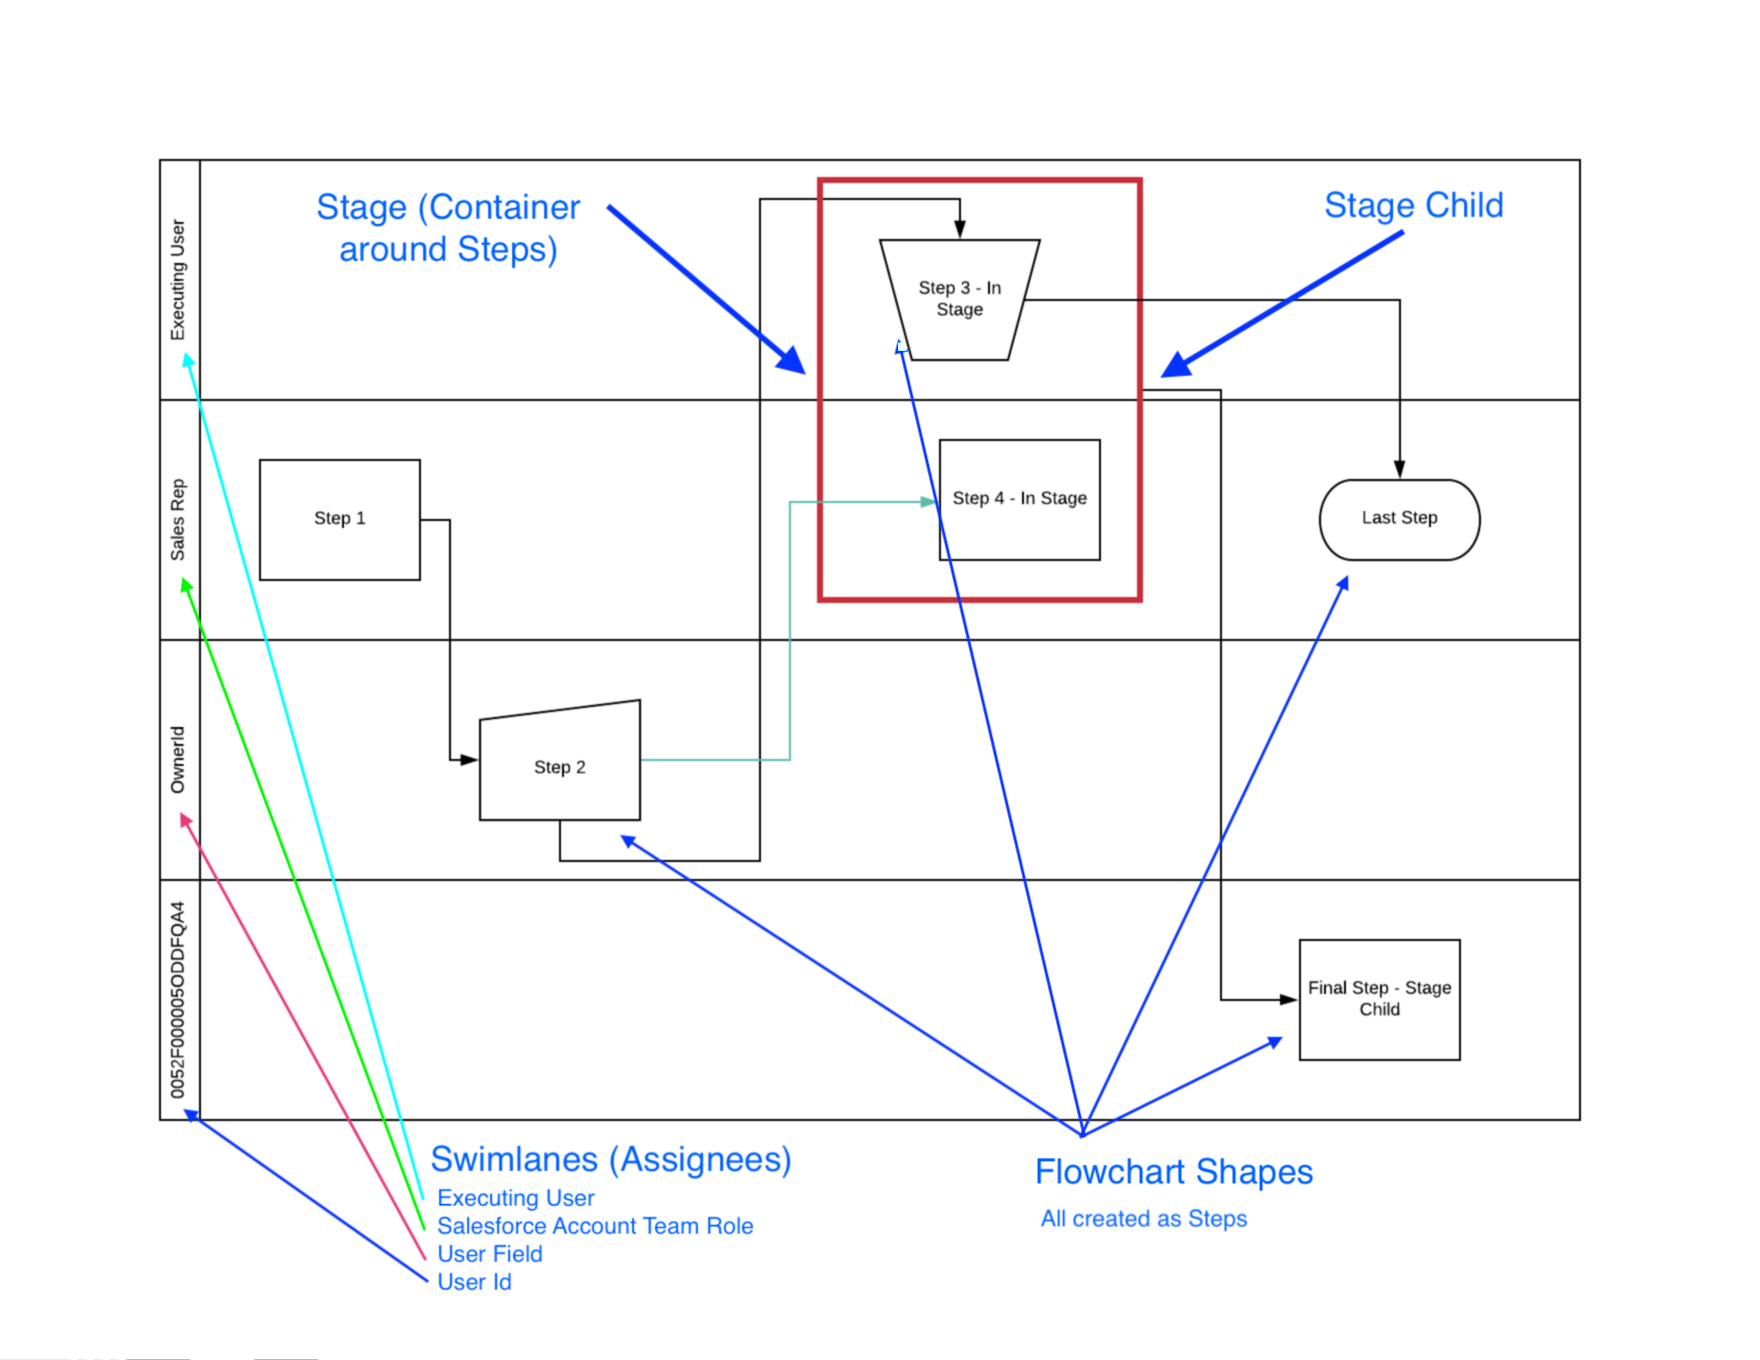 Stage (Container
around Steps)
Stage Child
Executing User
Step 3 - In
Stage
Sales Rep
Step 1
Step 4 - In Stage
Last Step
OwnerId
Step 2
0052F000005ODDFQA4
Final Step - Stage
Child
Swimlanes (Assignees)
Executing User
Salesforce Account Team Role
User Field
User Id
Flowchart Shapes
All created as Steps